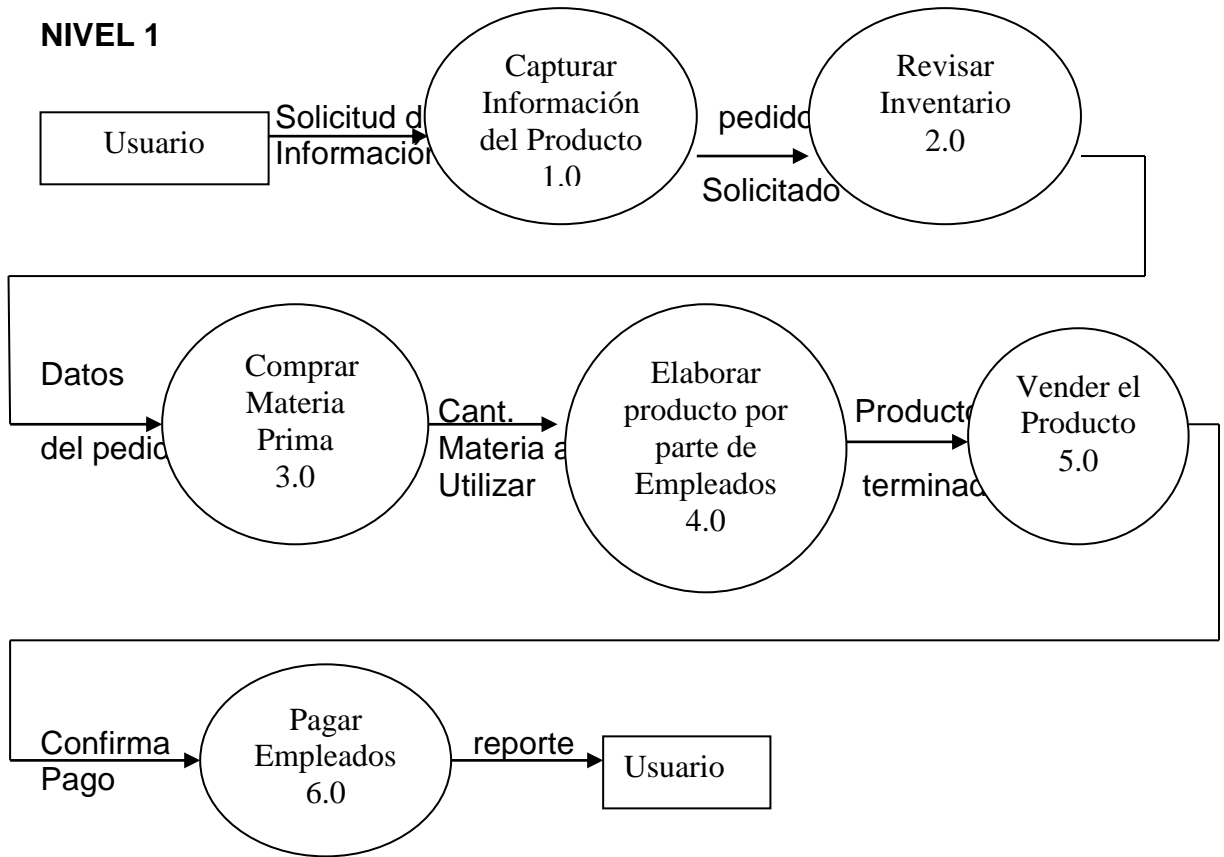 NIVEL 1
Usuario
Solicitud d
Información
Capturar
Información
del Producto
1.0
pedido
Solicitado
Revisar
Inventario
2.0
Datos
del pedid
Comprar
Materia
Prima
3.0
Cant.
Materia a
Utilizar
Elaborar
producto por
parte de
Empleados
4.0
Producto
terminad
Vender el
Producto
5.0
Confirma
Pago
Pagar
Empleados
6.0
reporte
Usuario